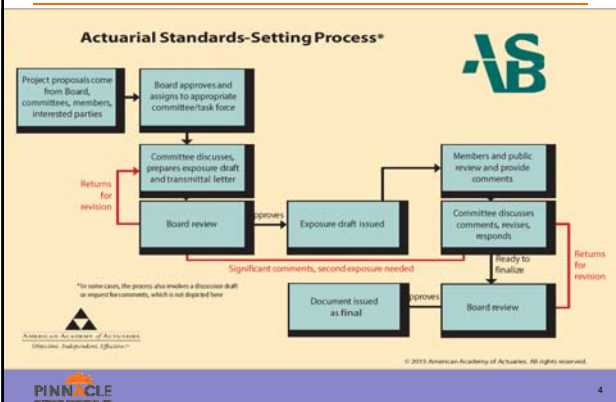 Actuarial Standards-Setting Process*
ASB
Project proposals come
from Board,
committees, members,
interested parties
Board approves and
assigns to appropriate
committee/task force
Committee discusses,
prepares exposure draft
and transmittal letter
Returns
for
revision
Board review
pproves
Exposure draft issued
Members and public
review and provide
comments
Committee discusses
comments, revises,
responds
Significant comments, second exposure needed
Ready to
finalize
Returns
for
revision
Board review
pproves
Document issued
as final
*In some cases, the process also involves a discussion draft
or request for comments, which is not depicted here
AMERICAN ACADEMY of ACTUARIES
Objective. Independent. Effective.™
© 2015 American Academy of Actuaries. All rights reserved.
PINNACLE
4